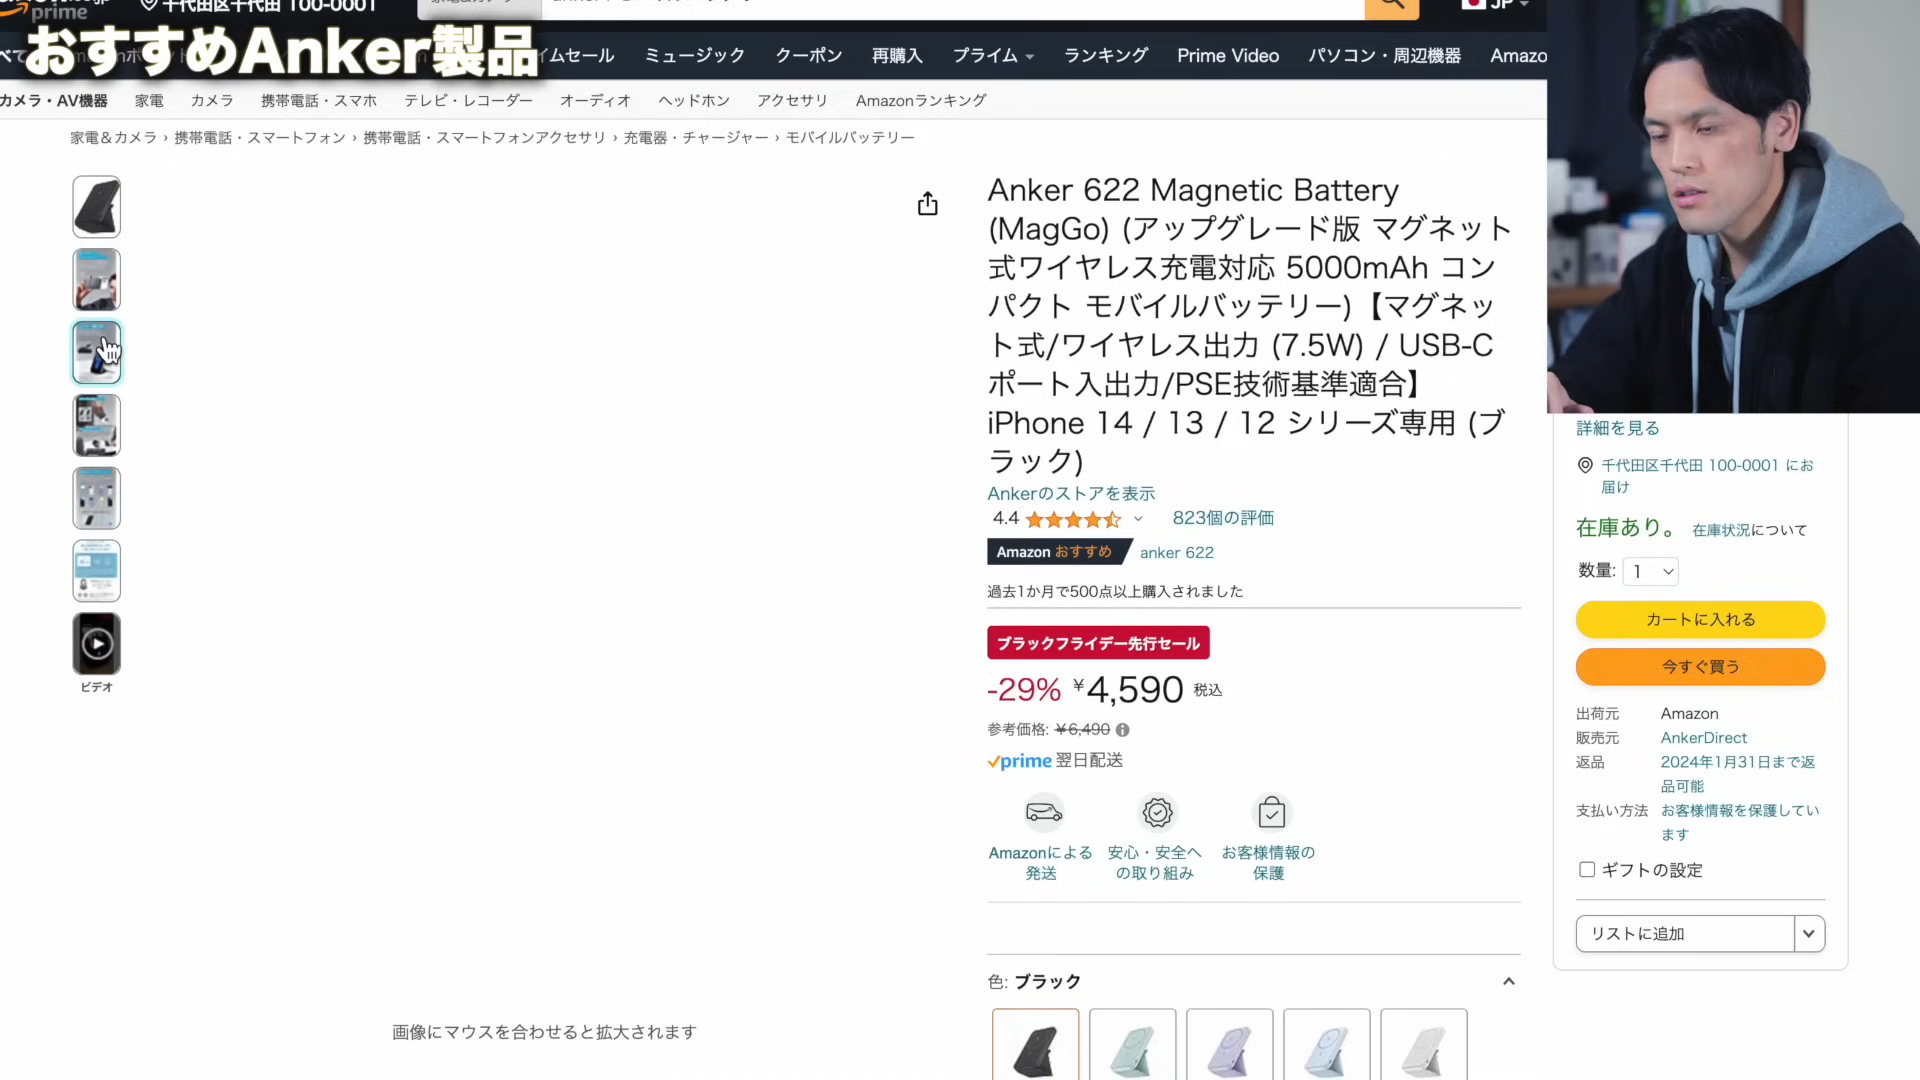 prime
千代田区千代田 100-0001
JP
おすすめAnker製品
イムセール
ミュージック
クーポン
再購入
プライム
ランキング
Prime Video
パソコン・周辺機器
Amazo
カメラ・AV機器
家電
カメラ
携帯電話・スマホ
テレビ・レコーダー
オーディオ
ヘッドホン
アクセサリ
Amazonランキング
家電&カメラ › 携帯電話・スマートフォン › 携帯電話・スマートフォンアクセサリ › 充電器・チャージャー › モバイルバッテリー
ビデオ
画像にマウスを合わせると拡大されます
Anker 622 Magnetic Battery
(MagGo) (アップグレード版 マグネット
式ワイヤレス充電対応 5000mAh コン
パクト モバイルバッテリー)【マグネッ
ト式/ワイヤレス出力 (7.5W) / USB-C
ポート入出力/PSE技術基準適合】
iPhone 14 / 13 / 12 シリーズ専用 (ブ
ラック)
Ankerのストアを表示
4.4
823個の評価
Amazon おすすめ
anker 622
過去1か月で500点以上購入されました
ブラックフライデー先行セール
-29% ¥4,590 税込
参考価格: ¥6,490
prime 翌日配送
Amazonによる
発送
安心・安全へ
の取り組み
お客様情報の
保護
色: ブラック
詳細を見る
千代田区千代田 100-0001 にお
届け
在庫あり。 在庫状況について
数量: 1
カートに入れる
今すぐ買う
出荷元 Amazon
販売元 AnkerDirect
返品 2024年1月31日まで返
品可能
支払い方法 お客様情報を保護してい
ます
ギフトの設定
リストに追加